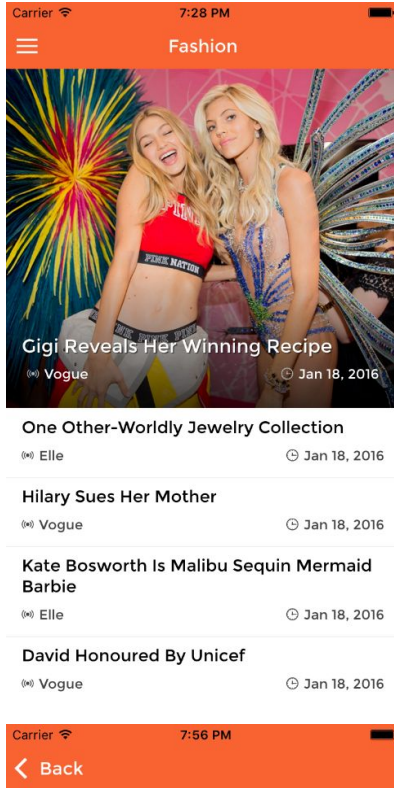 Carrier 7:28 PM
Fashion
PINK NATION
Gigi Reveals Her Winning Recipe
Vogue Jan 18, 2016
One Other-Worldly Jewelry Collection
Elle Jan 18, 2016
Hilary Sues Her Mother
Vogue Jan 18, 2016
Kate Bosworth Is Malibu Sequin Mermaid
Barbie
Elle Jan 18, 2016
David Honoured By Unicef
Vogue Jan 18, 2016
Carrier 7:56 PM
Back